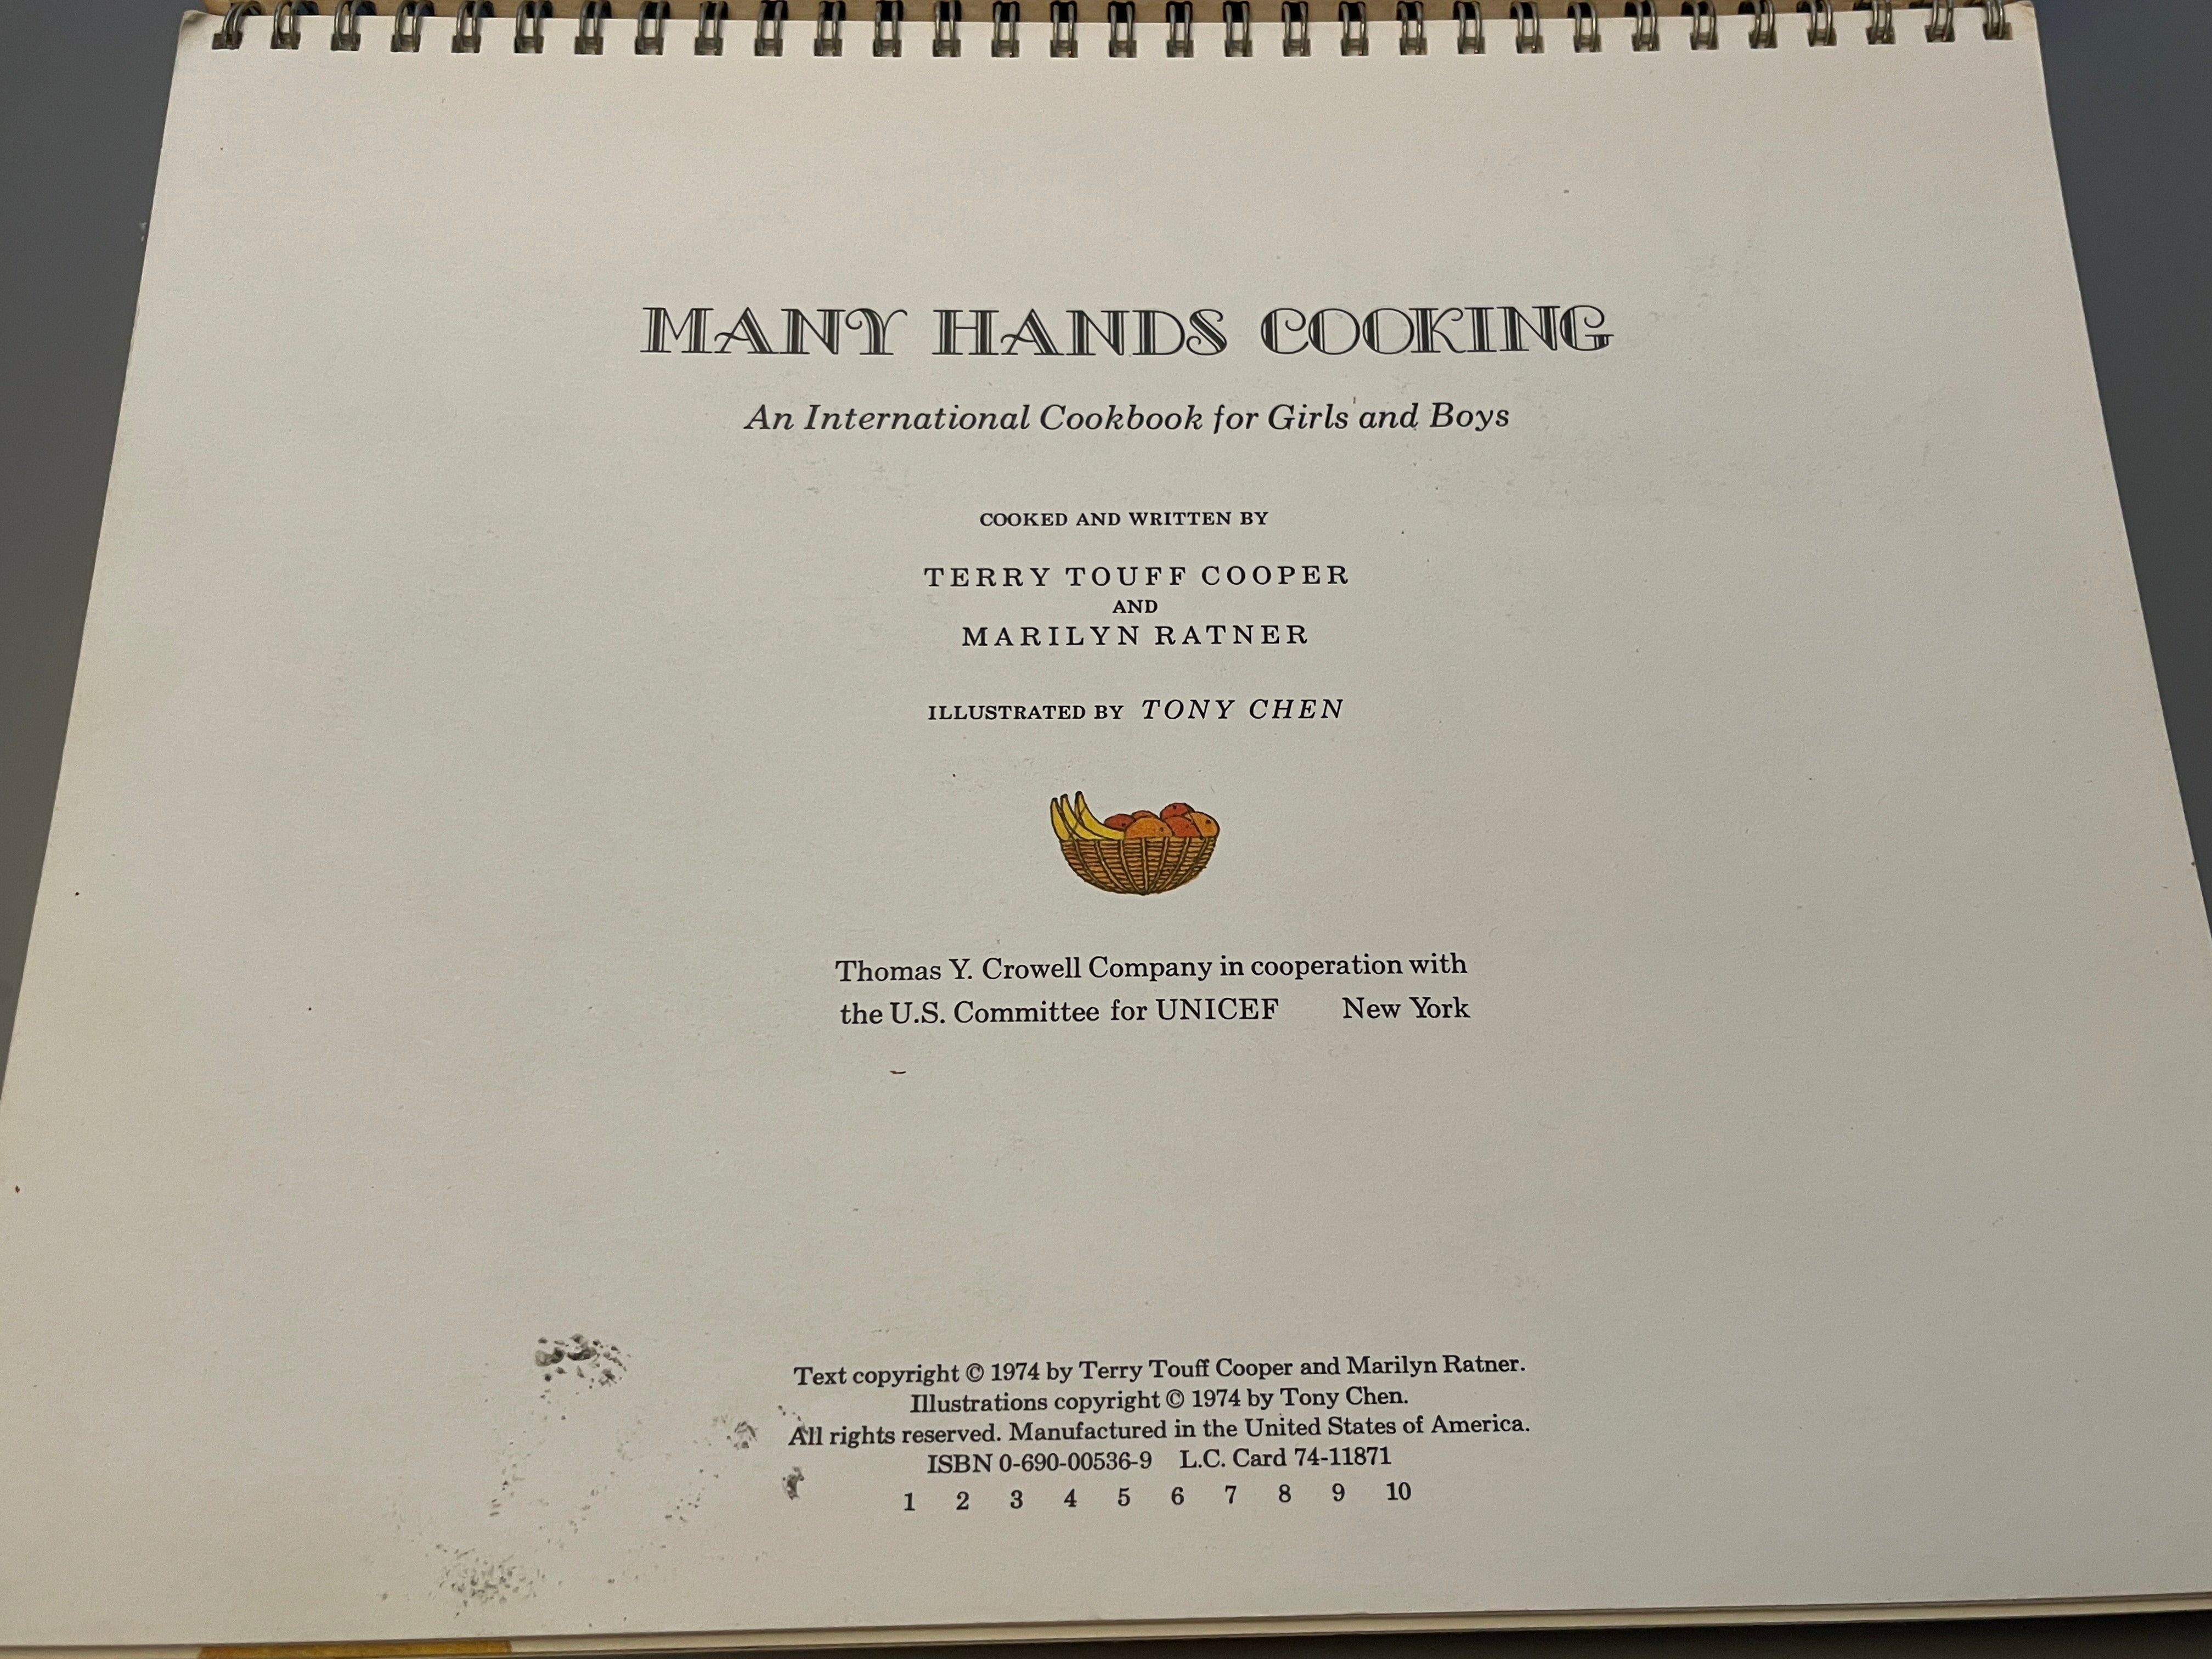 MANY HANDS COOKING
An International Cookbook for Girls and Boys
COOKED AND WRITTEN BY
TERRY TOUFF COOPER
AND
MARILYN RATNER
ILLUSTRATED BY TONY CHEN
Thomas Y. Crowell Company in cooperation with
the U.S. Committee for UNICEF New York
Text copyright © 1974 by Terry Touff Cooper and Marilyn Ratner.
Illustrations copyright © 1974 by Tony Chen.
All rights reserved. Manufactured in the United States of America.
ISBN 0-690-00536-9 L.C. Card 74-11871
1 2 3 4 5 6 7 8 9 10